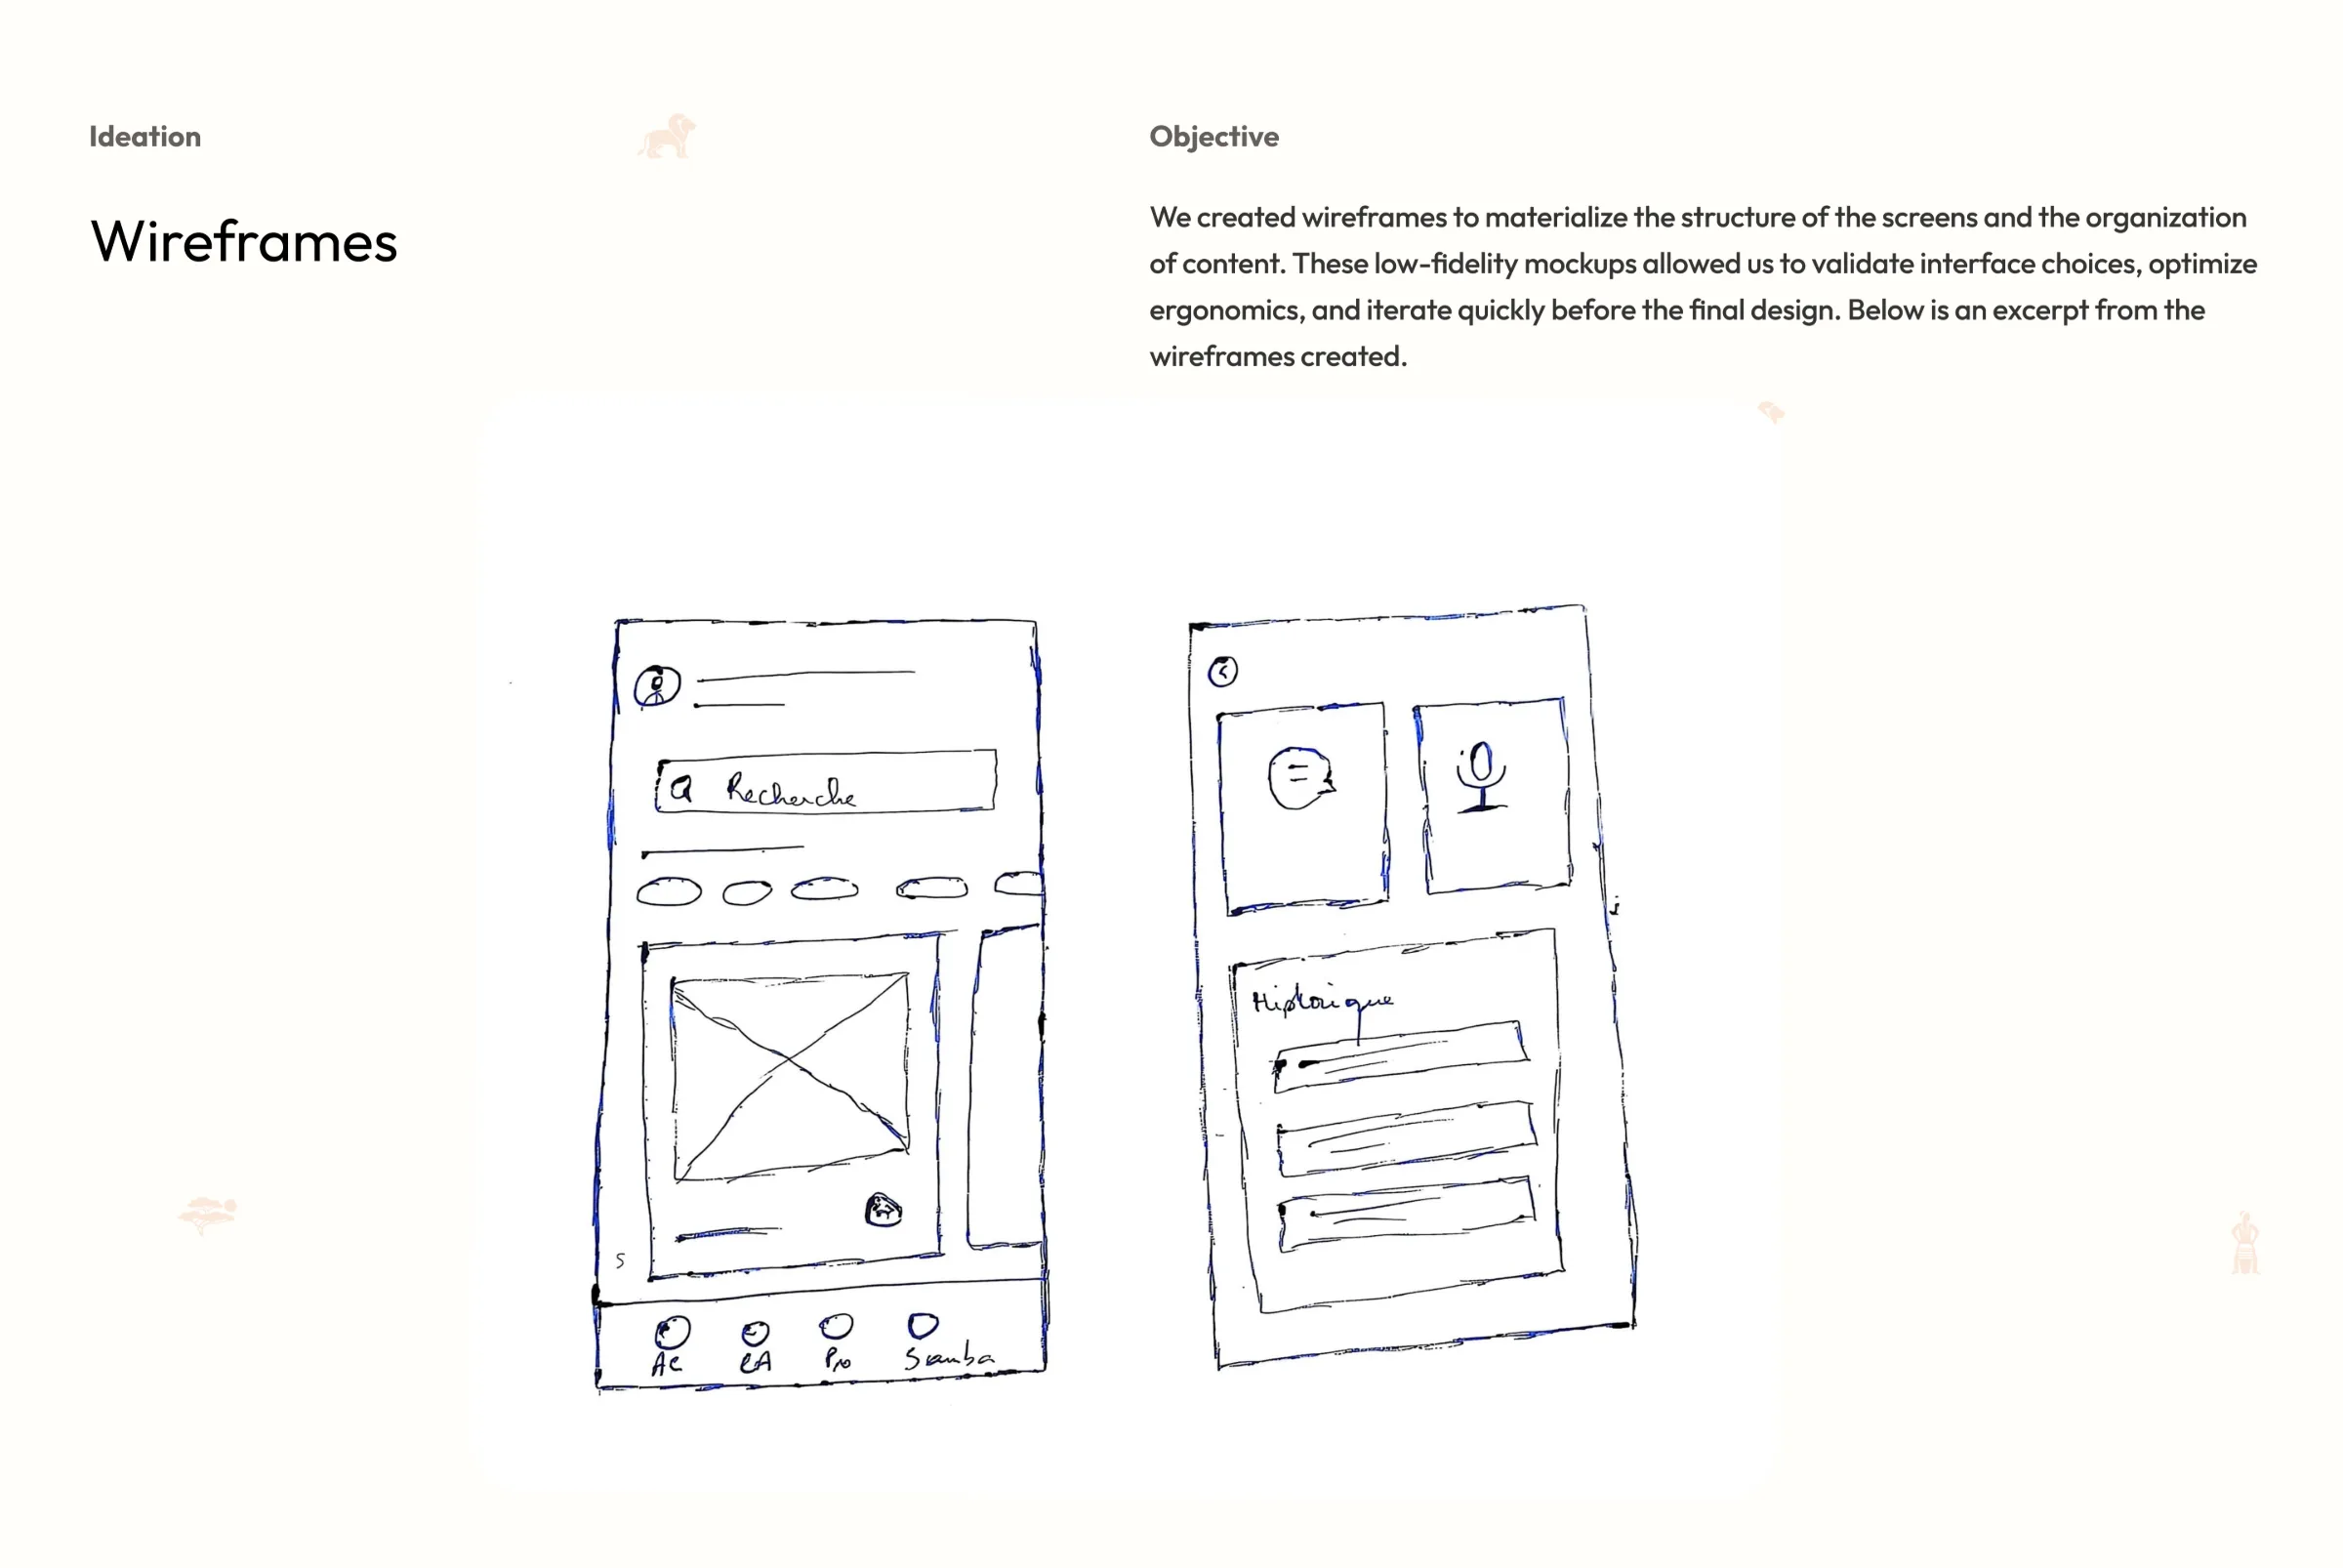 Ideation
Wireframes
Objective
We created wireframes to materialize the structure of the screens and the organization
of content. These low-fidelity mockups allowed us to validate interface choices, optimize
ergonomics, and iterate quickly before the final design. Below is an excerpt from the
wireframes created.
Recherche
AC CA Pro Samba
Historique